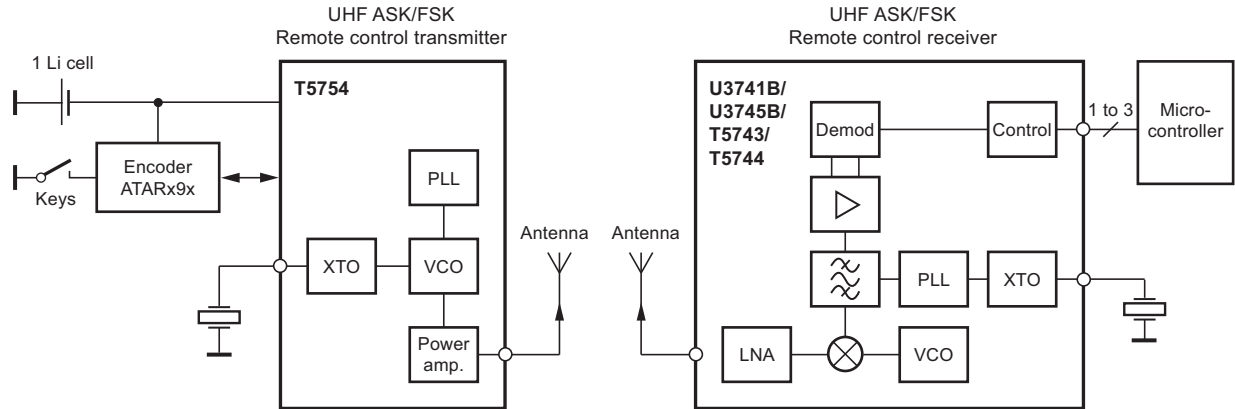 UHF ASK/FSK
Remote control transmitter
1 Li cell
T5754
Encoder
ATARx9x
Keys
PLL
XTO
VCO
Power
amp.
Antenna
UHF ASK/FSK
Remote control receiver
Antenna
U3741B/
U3745B/
T5743/
T5744
Demod
Control
1 to 3
Micro-
controller
PLL
XTO
LNA
VCO